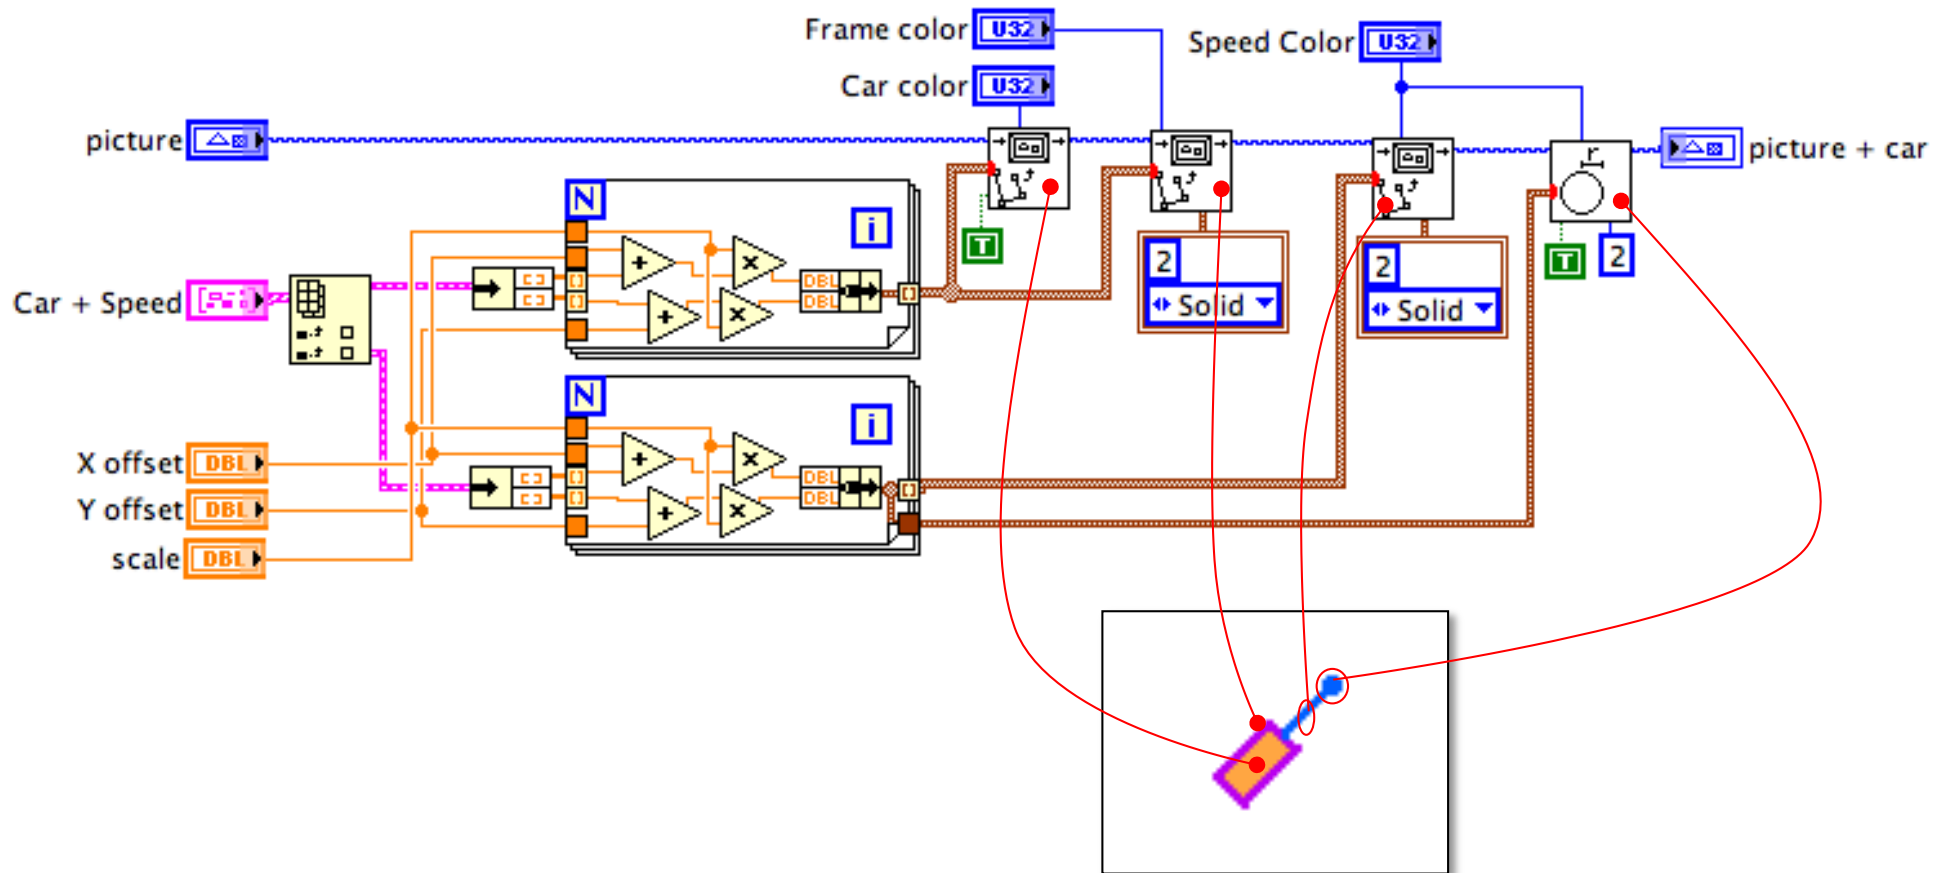 Frame color U32
Speed Color U32
Car color U32
picture
picture + car
N
i
T
+ x
DBL
+ x
DBL
2
Solid
2
Solid
T
2
Car + Speed
N
i
+ x
DBL
+ x
DBL
X offset DBL
Y offset DBL
scale DBL
r